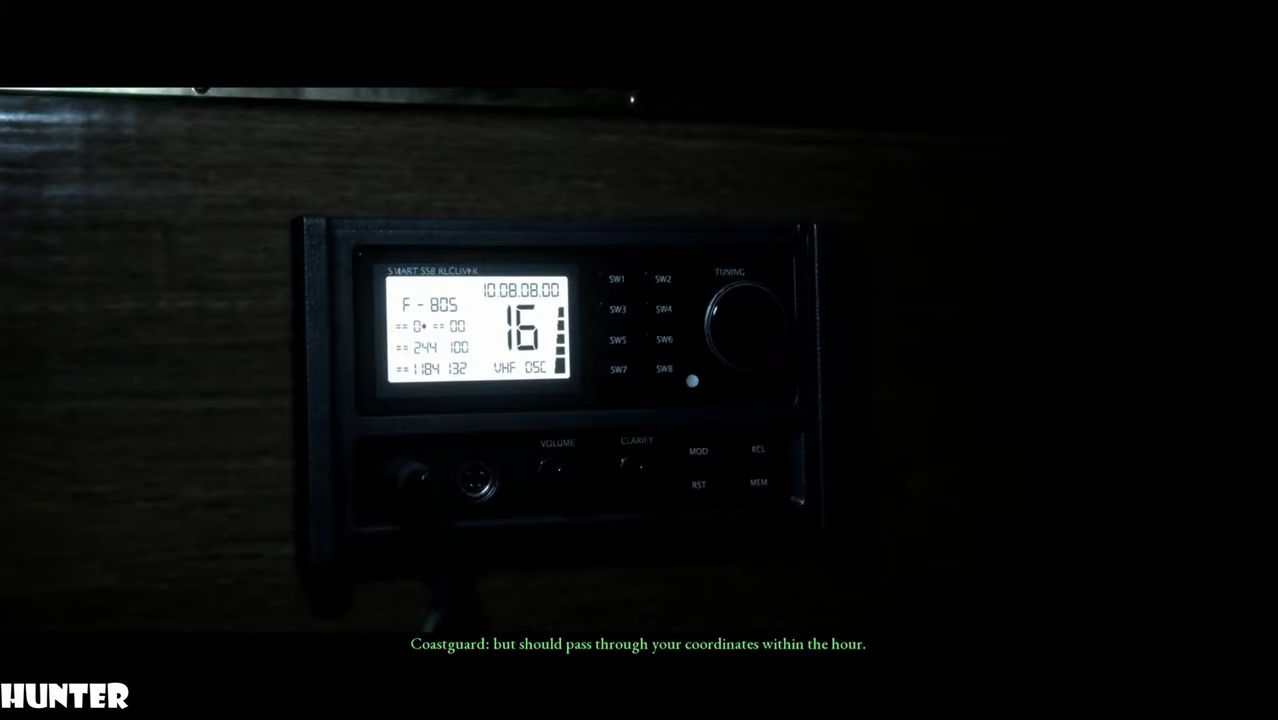 SMART SSB RECEIVER
10.08.08.00
F - 805
16
== 0* == 00
== 244 100
== 1184 132
VHF DSC
SW1 SW2
SW3 SW4
SW5 SW6
SW7 SW8
TUNING
VOLUME
CLARIFY
MOD RCL
RST MEM
Coastguard: but should pass through your coordinates within the hour.
HUNTER